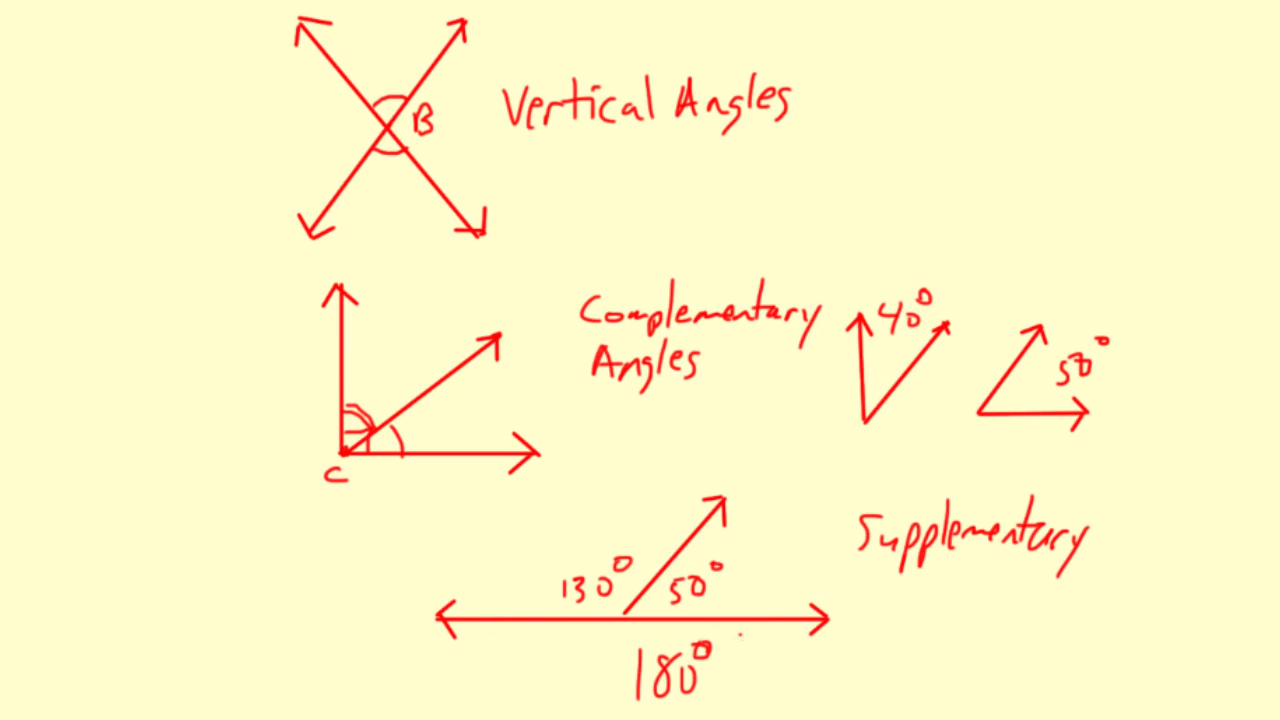 B
Vertical Angles
Complementary
Angles
40°
50°
C
Supplementary
130°
50°
180°